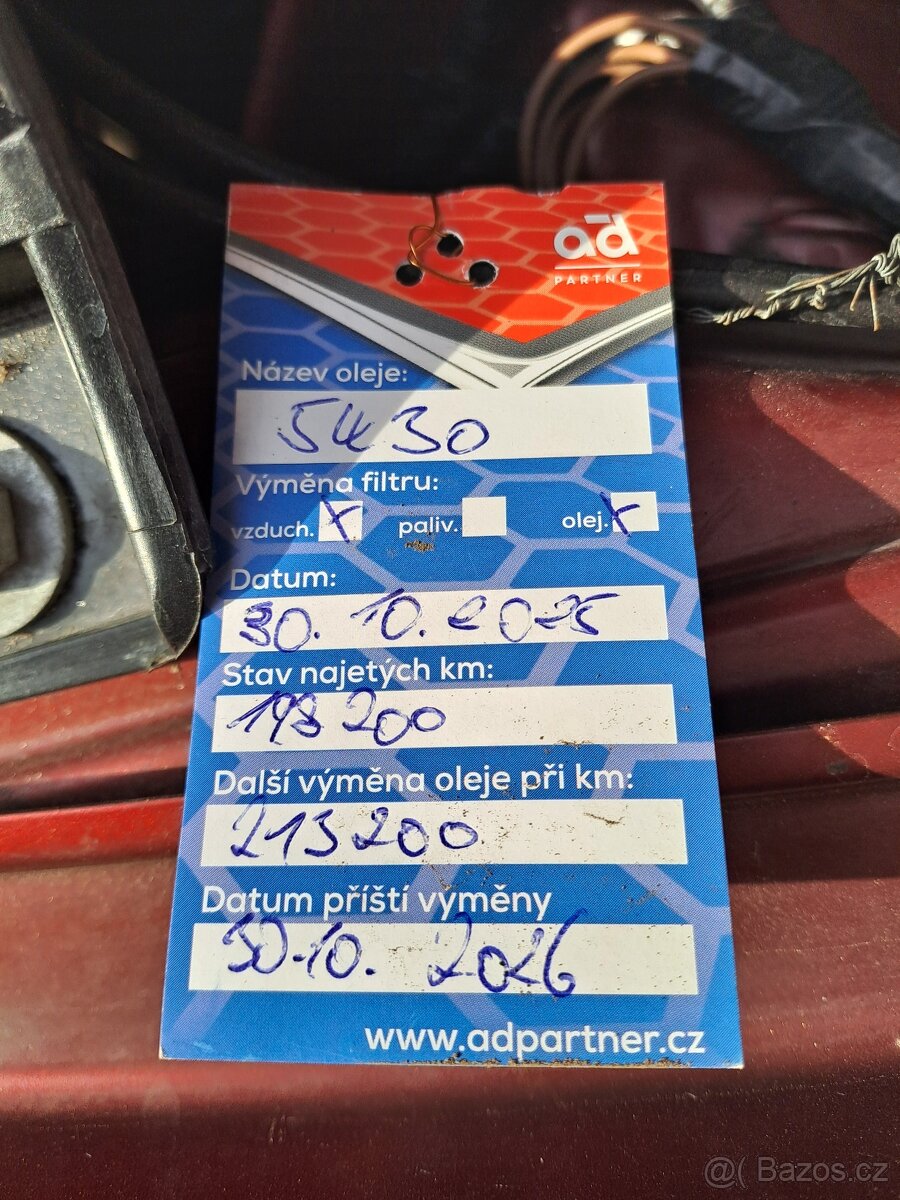 ad
PARTNER
Název oleje:
5W30
Výměna filtru:
vzduch. X paliv. olej. X
Datum:
30. 10. 2025
Stav najetých km:
198 200
Další výměna oleje při km:
213 200
Datum příští výměny
30.10. 2026
www.adpartner.cz
@( Bazos.cz